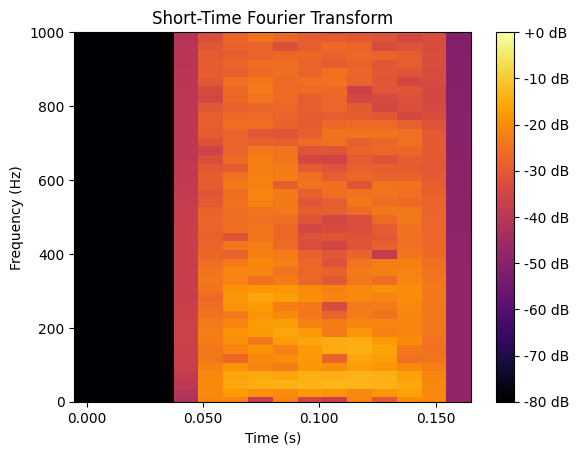 Short-Time Fourier Transform
1000
800
600
400
200
0
Frequency (Hz)
0.000
0.050
0.100
0.150
Time (s)
+0 dB
-10 dB
-20 dB
-30 dB
-40 dB
-50 dB
-60 dB
-70 dB
-80 dB